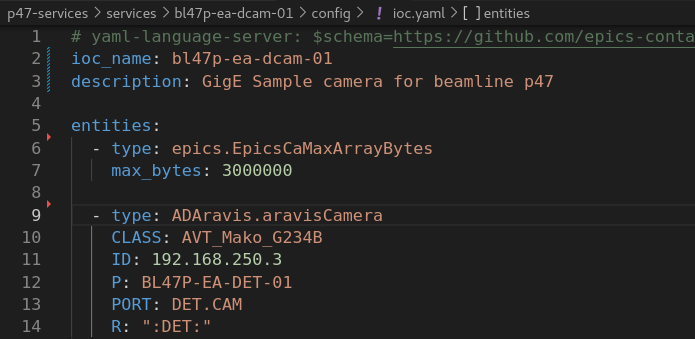 p47-services > services > bl47p-ea-dcam-01 > config > ! ioc.yaml > [ ] entities
1 # yaml-language-server: $schema=https://github.com/epics-conta
2 ioc_name: bl47p-ea-dcam-01
3 description: GigE Sample camera for beamline p47
4
5 entities:
6 - type: epics.EpicsCaMaxArrayBytes
7 max_bytes: 3000000
8
9 - type: ADAravis.aravisCamera
10 CLASS: AVT_Mako_G234B
11 ID: 192.168.250.3
12 P: BL47P-EA-DET-01
13 PORT: DET.CAM
14 R: ":DET:"